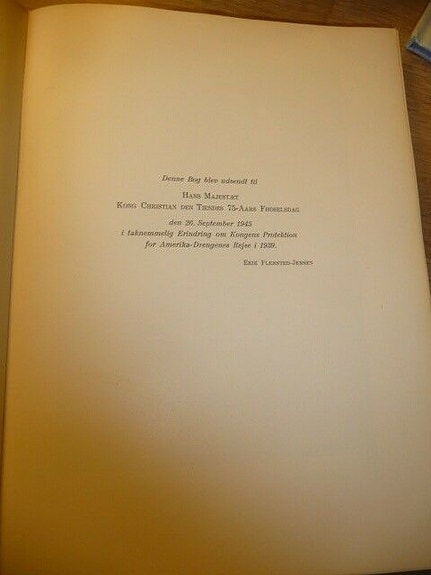 Denne Bog blev udsendt til
HANS MAJESTÆT
KONG CHRISTIAN DEN TIENDES 75-AARS FØDSELSDAG
den 26. September 1945
i taknemmelig Erindring om Kongens Protektion
for Amerika-Drengenes Rejse i 1939.
ERIK FLENSTED-JENSEN